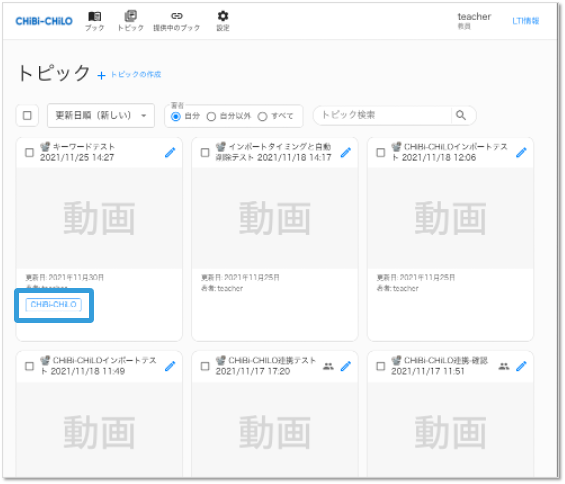 CHiBi-CHiLO
ブック
トピック
提供中のブック
設定
teacher
教員
LTI情報
トピック
+ トピックの作成
更新日順（新しい）
著者
自分 自分以外 すべて
トピック検索
キーワードテスト
2021/11/25 14:27
動画
更新日: 2021年11月30日
著者: teacher
CHiBi-CHiLO
インポートタイミングと自動
削除テスト 2021/11/18 14:17
動画
更新日: 2021年11月25日
著者: teacher
CHiBi-CHiLOインポートテス
ト 2021/11/18 12:06
動画
更新日: 2021年11月25日
著者: teacher
CHiBi-CHiLOインポートテス
ト 2021/11/18 11:49
動画
CHiBi-CHiLO連携テスト
2021/11/17 17:20
動画
CHiBi-CHiLO連携-確認
2021/11/17 11:51
動画